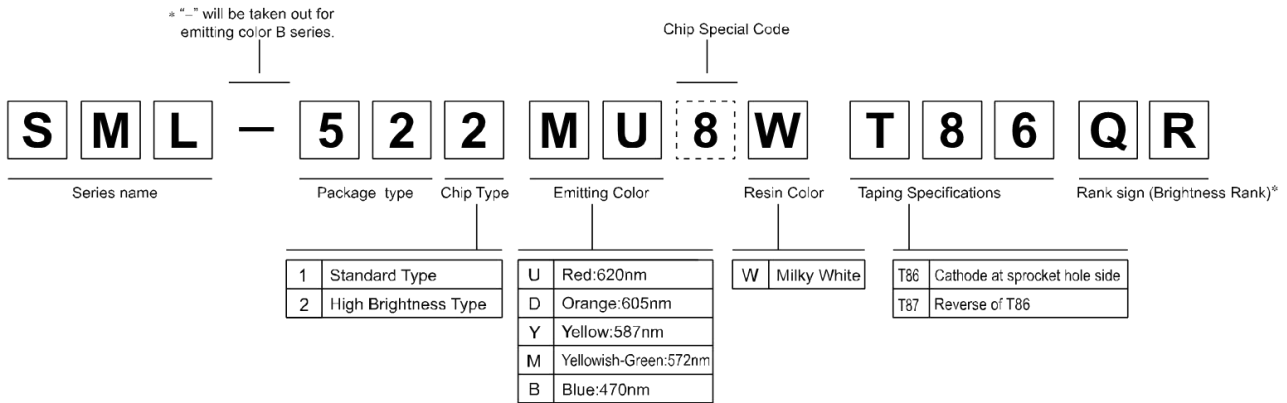 * "–" will be taken out for
emitting color B series.
Chip Special Code
S M L – 5 2 2 M U 8 W T 8 6 Q R
Series name
Package type
Chip Type
Emitting Color
Resin Color
Taping Specifications
Rank sign (Brightness Rank)*
1 Standard Type
2 High Brightness Type
U Red:620nm
D Orange:605nm
Y Yellow:587nm
M Yellowish-Green:572nm
B Blue:470nm
W Milky White
T86 Cathode at sprocket hole side
T87 Reverse of T86